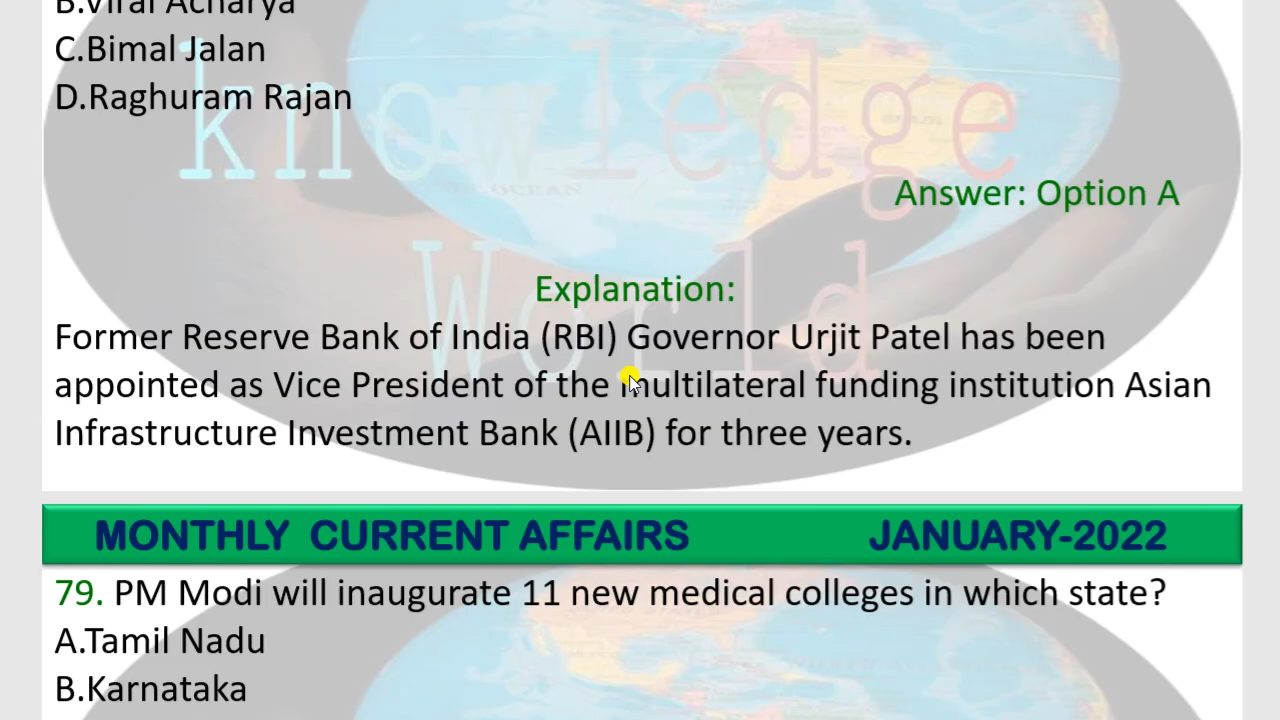 B.Viral Acharya
C.Bimal Jalan
D.Raghuram Rajan
knowledge
World
OCEAN
Answer: Option A
Explanation:
Former Reserve Bank of India (RBI) Governor Urjit Patel has been
appointed as Vice President of the multilateral funding institution Asian
Infrastructure Investment Bank (AIIB) for three years.
MONTHLY CURRENT AFFAIRS JANUARY-2022
79. PM Modi will inaugurate 11 new medical colleges in which state?
A.Tamil Nadu
B.Karnataka